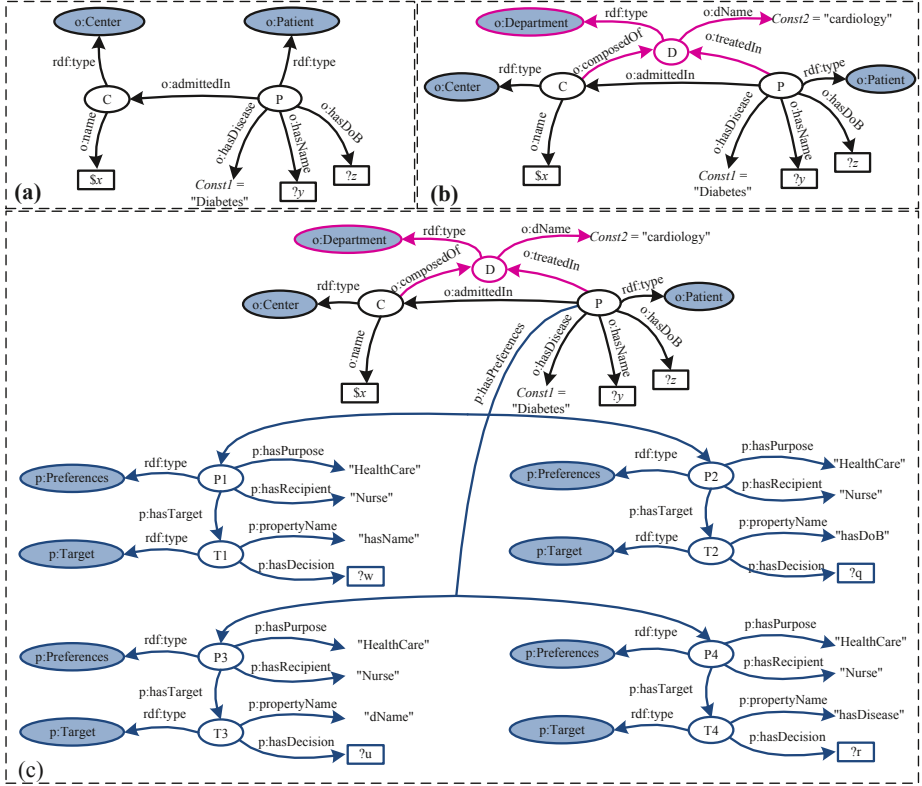 o:Center
o:Patient
rdf:type
rdf:type
o:admittedIn
C
P
o:name
o:hasDisease
o:hasName
o:hasDoB
$x
?y
?z
Const1 =
"Diabetes"
(a)
o:Department
rdf:type
o:dName
Const2 = "cardiology"
D
o:composedOf
o:treatedIn
o:Center
rdf:type
C
o:admittedIn
P
rdf:type
o:Patient
o:name
o:hasDisease
o:hasName
o:hasDoB
$x
?z
?y
Const1 =
"Diabetes"
(b)
o:Department
rdf:type
o:dName
Const2 = "cardiology"
D
o:composedOf
o:treatedIn
o:Center
rdf:type
C
o:admittedIn
P
rdf:type
o:Patient
o:name
p:hasPreferences
o:hasDisease
o:hasName
o:hasDoB
$x
?z
?y
Const1 =
"Diabetes"
p:Preferences
rdf:type
P1
p:hasPurpose
"HealthCare"
p:hasRecipient
"Nurse"
p:hasTarget
p:Target
rdf:type
T1
p:propertyName
"hasName"
p:hasDecision
?w
p:Preferences
rdf:type
P2
p:hasPurpose
"HealthCare"
p:hasRecipient
"Nurse"
p:hasTarget
p:Target
rdf:type
T2
p:propertyName
"hasDoB"
p:hasDecision
?q
p:Preferences
rdf:type
P3
p:hasPurpose
"HealthCare"
p:hasRecipient
"Nurse"
p:hasTarget
p:Target
rdf:type
T3
p:propertyName
"dName"
p:hasDecision
?u
p:Preferences
rdf:type
P4
p:hasPurpose
"HealthCare"
p:hasRecipient
"Nurse"
p:hasTarget
p:Target
rdf:type
T4
p:propertyName
"hasDisease"
p:hasDecision
?r
(c)